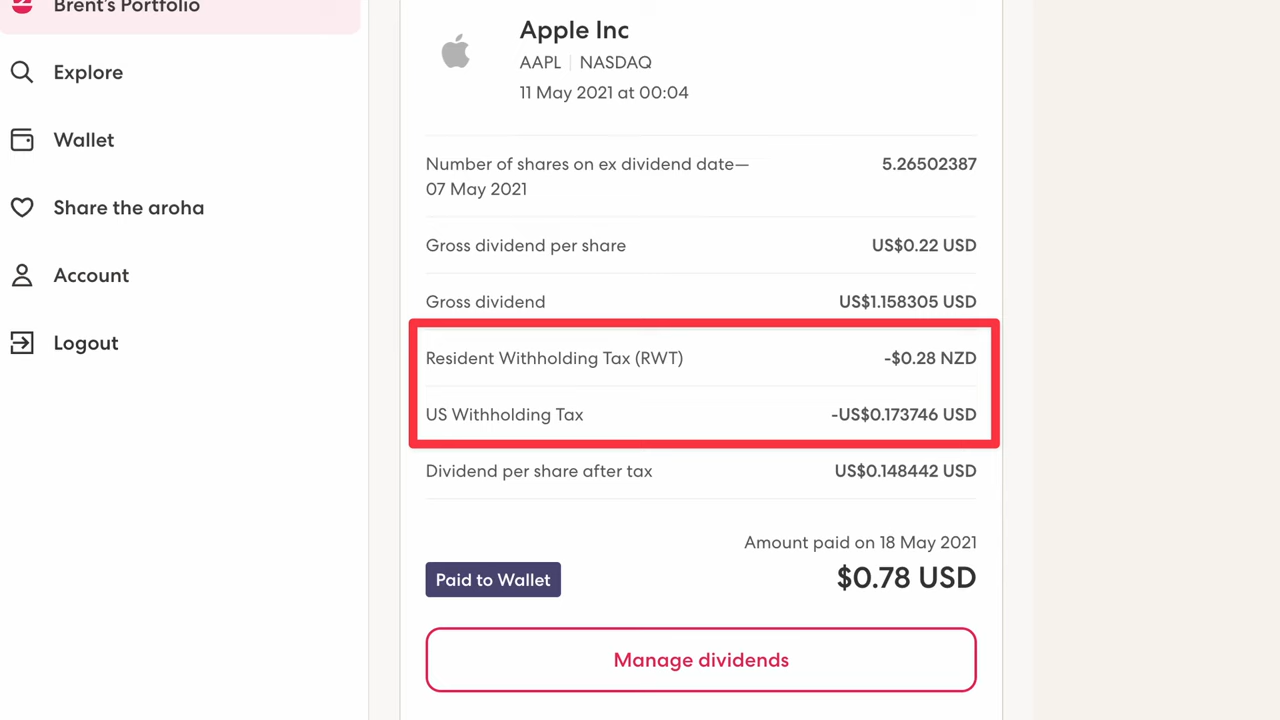 Brent's Portfolio
Explore
Wallet
Share the aroha
Account
Logout
Apple Inc
AAPL | NASDAQ
11 May 2021 at 00:04
Number of shares on ex dividend date— 5.26502387
07 May 2021
Gross dividend per share US$0.22 USD
Gross dividend US$1.158305 USD
Resident Withholding Tax (RWT) -$0.28 NZD
US Withholding Tax -US$0.173746 USD
Dividend per share after tax US$0.148442 USD
Amount paid on 18 May 2021
Paid to Wallet $0.78 USD
Manage dividends